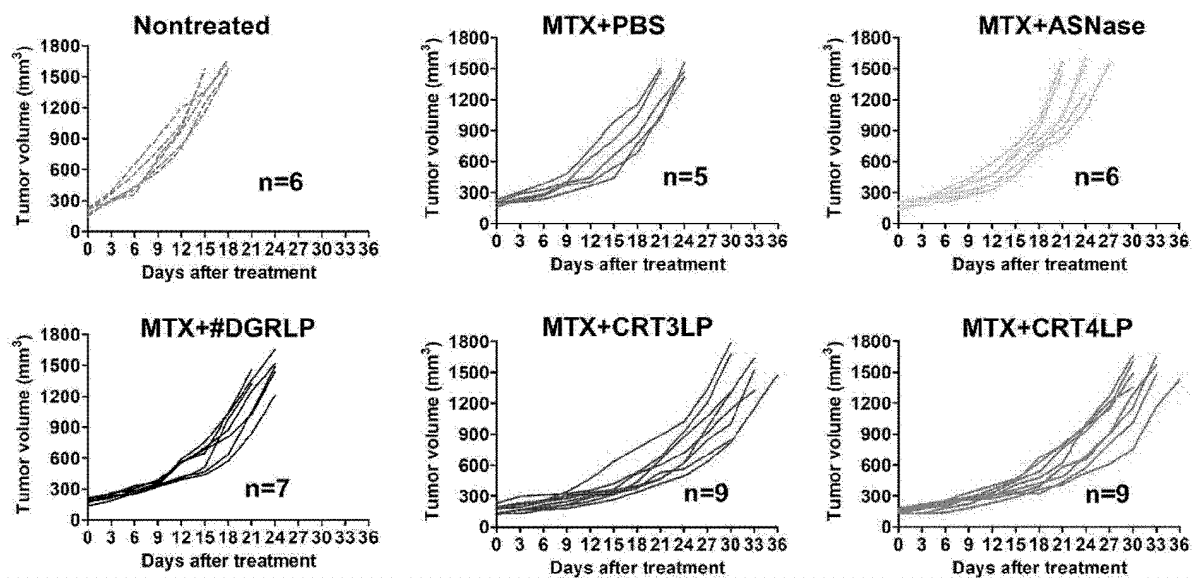 Nontreated
MTX+PBS
MTX+ASNase
Tumor volume (mm³)
1800
1500
1200
900
600
300
0
n=6
0 3 6 9 12 15 18 21 24 27 30 33 36
Days after treatment
Tumor volume (mm³)
1800
1500
1200
900
600
300
0
n=5
0 3 6 9 12 15 18 21 24 27 30 33 36
Days after treatment
Tumor volume (mm³)
1800
1500
1200
900
600
300
0
n=6
0 3 6 9 12 15 18 21 24 27 30 33 36
Days after treatment
MTX+#DGRLP
MTX+CRT3LP
MTX+CRT4LP
Tumor volume (mm³)
1800
1500
1200
900
600
300
0
n=7
0 3 6 9 12 15 18 21 24 27 30 33 36
Days after treatment
Tumor volume (mm³)
1800
1500
1200
900
600
300
0
n=9
0 3 6 9 12 15 18 21 24 27 30 33 36
Days after treatment
Tumor volume (mm³)
1800
1500
1200
900
600
300
0
n=9
0 3 6 9 12 15 18 21 24 27 30 33 36
Days after treatment